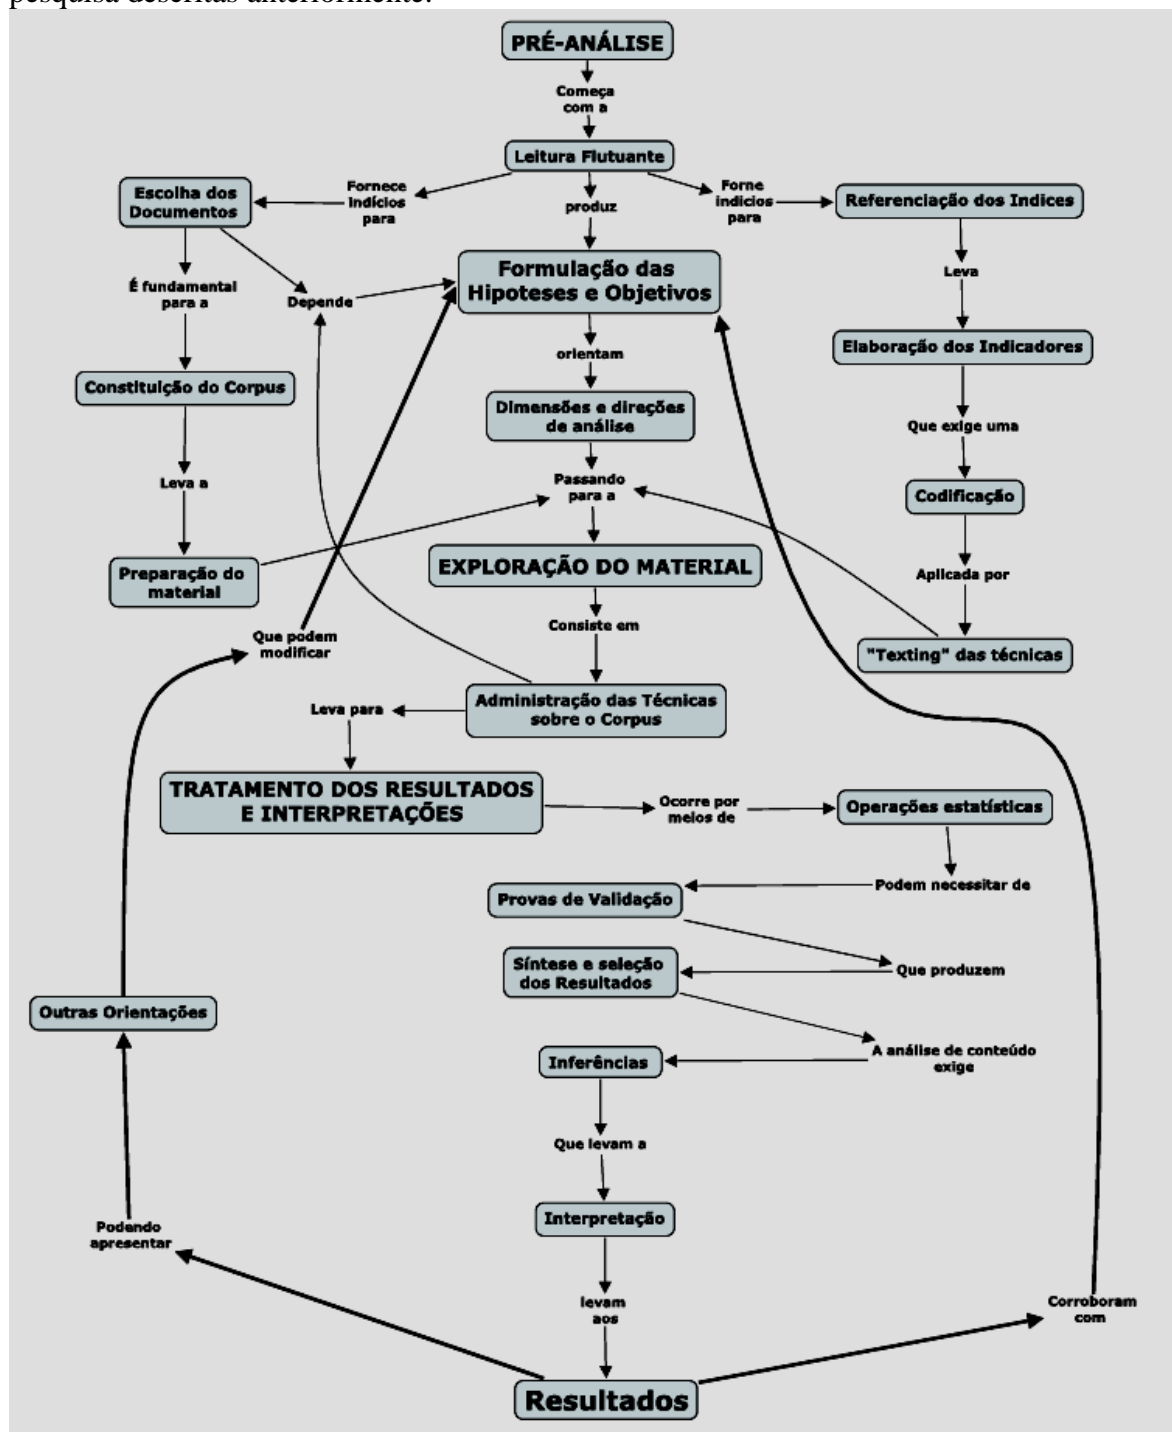 pesquisa descritas anteriormente.
PRÉ-ANÁLISE
Começa
com a
Leitura Flutuante
Fornece
Indícios
para
Escolha dos
Documentos
produz
Forne
indicios
para
Referenciação dos Indices
Formulação das
Hipoteses e Objetivos
É fundamental
para a
Depende
Leva
orientam
Elaboração dos Indicadores
Constituição do Corpus
Dimensões e direções
de análise
Que exige uma
Leva a
Passando
para a
Codificação
Preparação do
material
EXPLORAÇÃO DO MATERIAL
Aplicada por
Consiste em
Que podem
modificar
"Texting" das técnicas
Administração das Técnicas
sobre o Corpus
Leva para
TRATAMENTO DOS RESULTADOS
E INTERPRETAÇÕES
Ocorre por
meios de
Operações estatísticas
Podem necessitar de
Provas de Validação
Que produzem
Síntese e seleção
dos Resultados
Outras Orientações
A análise de conteúdo
exige
Inferências
Que levam a
Interpretação
Podendo
apresentar
levam
aos
Corroboram
com
Resultados